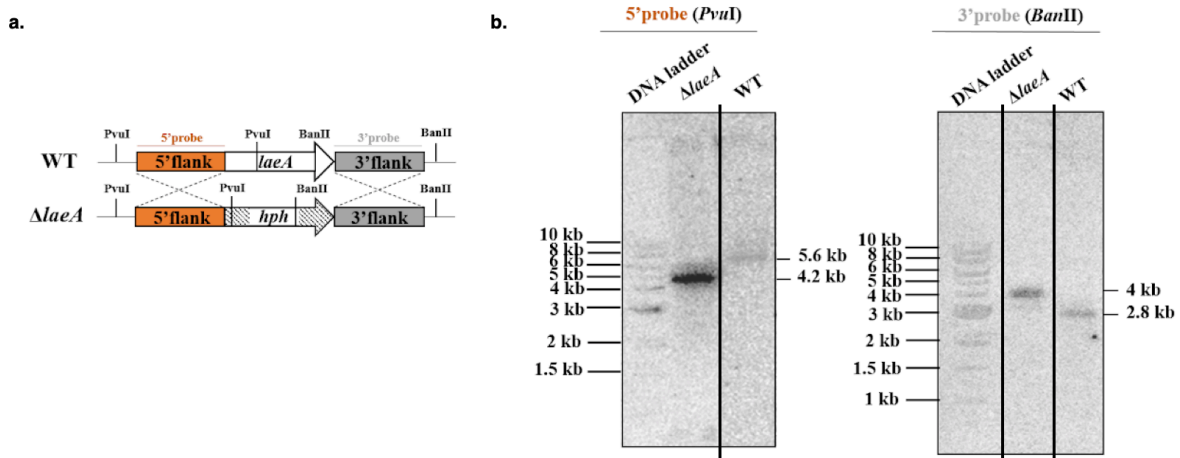 a.
PvuI 5'probe PvuI BanII 3'probe BanII
WT 5'flank laeA 3'flank
PvuI PvuI BanII BanII
ΔlaeA 5'flank hph 3'flank
b.
5'probe (PvuI)
DNA ladder
ΔlaeA
WT
10 kb
8 kb
6 kb
5 kb
4 kb
3 kb
2 kb
1.5 kb
5.6 kb
4.2 kb
3'probe (BanII)
DNA ladder
ΔlaeA
WT
10 kb
8 kb
6 kb
5 kb
4 kb
3 kb
2 kb
1.5 kb
1 kb
4 kb
2.8 kb